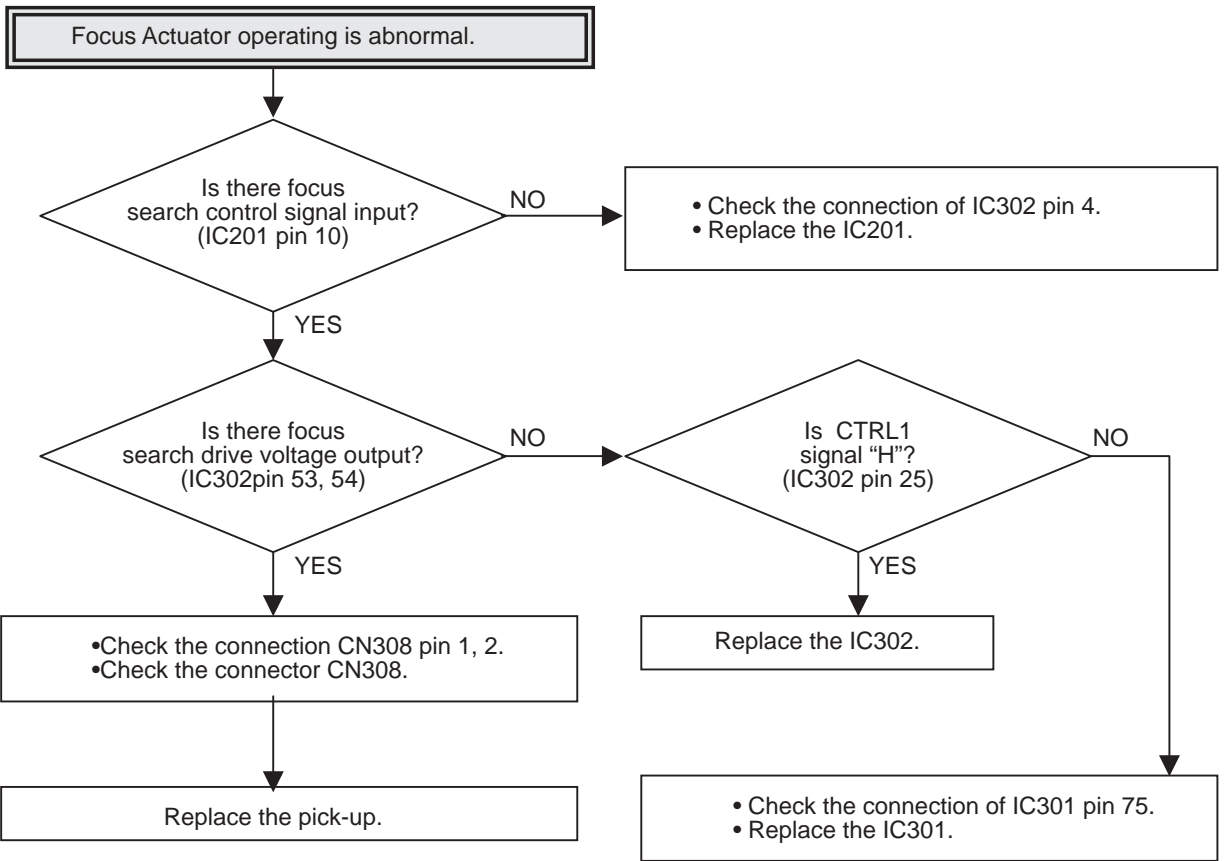 Focus Actuator operating is abnormal.
Is there focus
search control signal input?
(IC201 pin 10)
NO
• Check the connection of IC302 pin 4.
• Replace the IC201.
YES
Is there focus
search drive voltage output?
(IC302pin 53, 54)
NO
Is CTRL1
signal “H”?
(IC302 pin 25)
NO
YES
YES
•Check the connection CN308 pin 1, 2.
•Check the connector CN308.
Replace the IC302.
Replace the pick-up.
• Check the connection of IC301 pin 75.
• Replace the IC301.